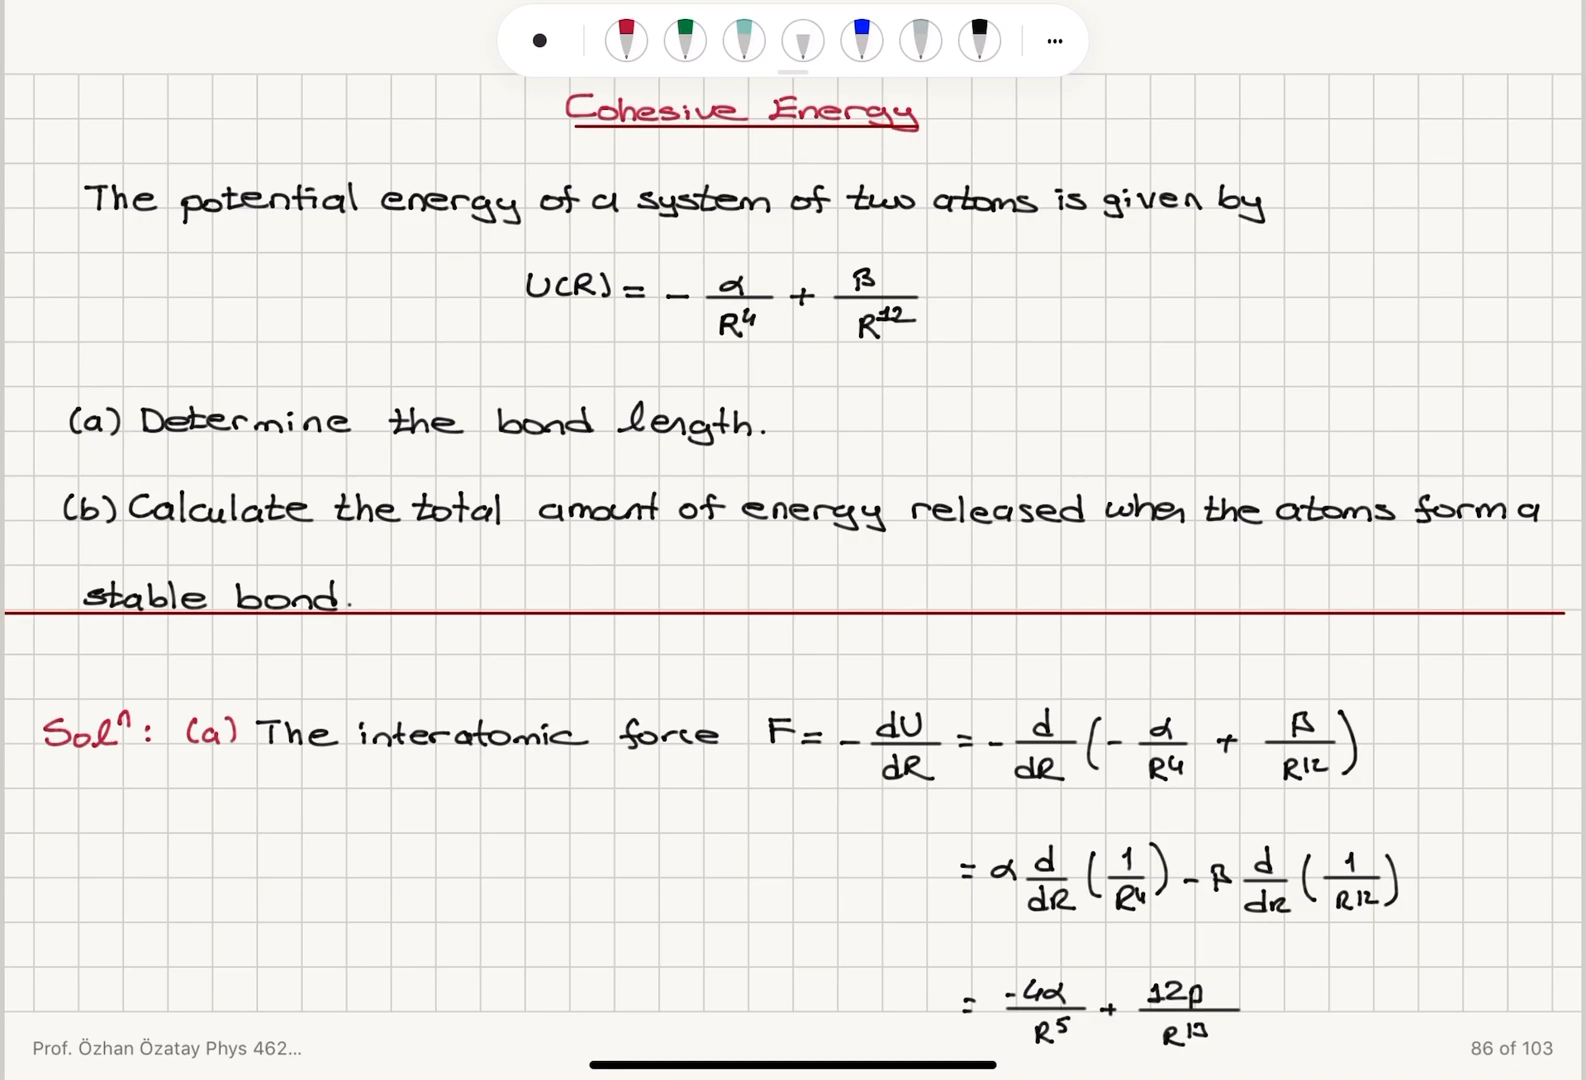 Cohesive Energy
The potential energy of a system of two atoms is given by
U(R) = - α/R⁴ + β/R¹²
(a) Determine the bond length.
(b) Calculate the total amount of energy released when the atoms form a
stable bond.
Solⁿ: (a) The interatomic force F = - dU/dR = - d/dR (- α/R⁴ + β/R¹²)
= α d/dR (1/R⁴) - β d/dR (1/R¹²)
= -4α/R⁵ + 12β/R¹³
Prof. Özhan Özatay Phys 462...
86 of 103